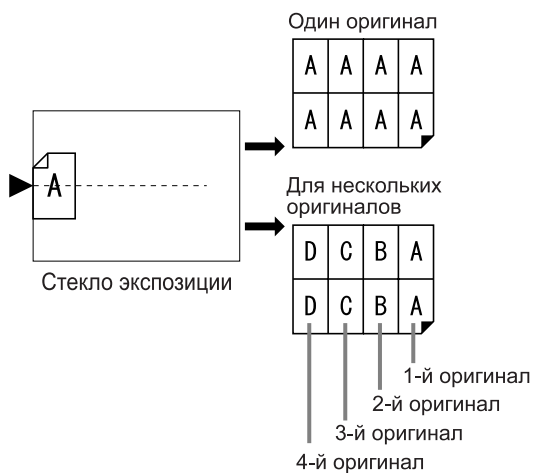 Один оригинал
A A A A
A A A A
A
Стекло экспозиции
Для нескольких
оригиналов
D C B A
D C B A
1-й оригинал
2-й оригинал
3-й оригинал
4-й оригинал